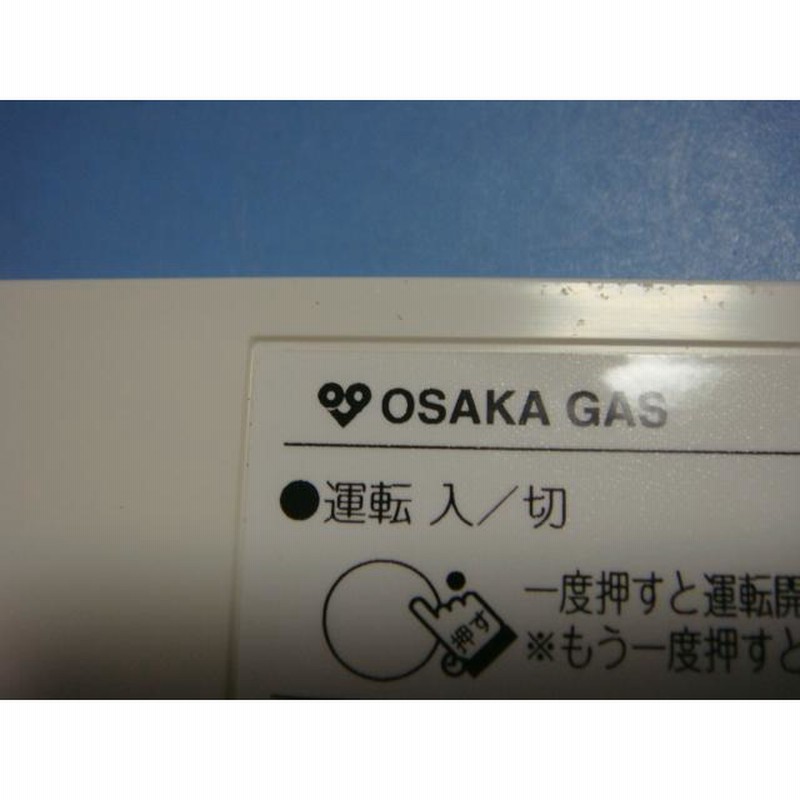 OSAKA GAS
●運転 入／切
押す
一度押すと運転開
※もう一度押すと